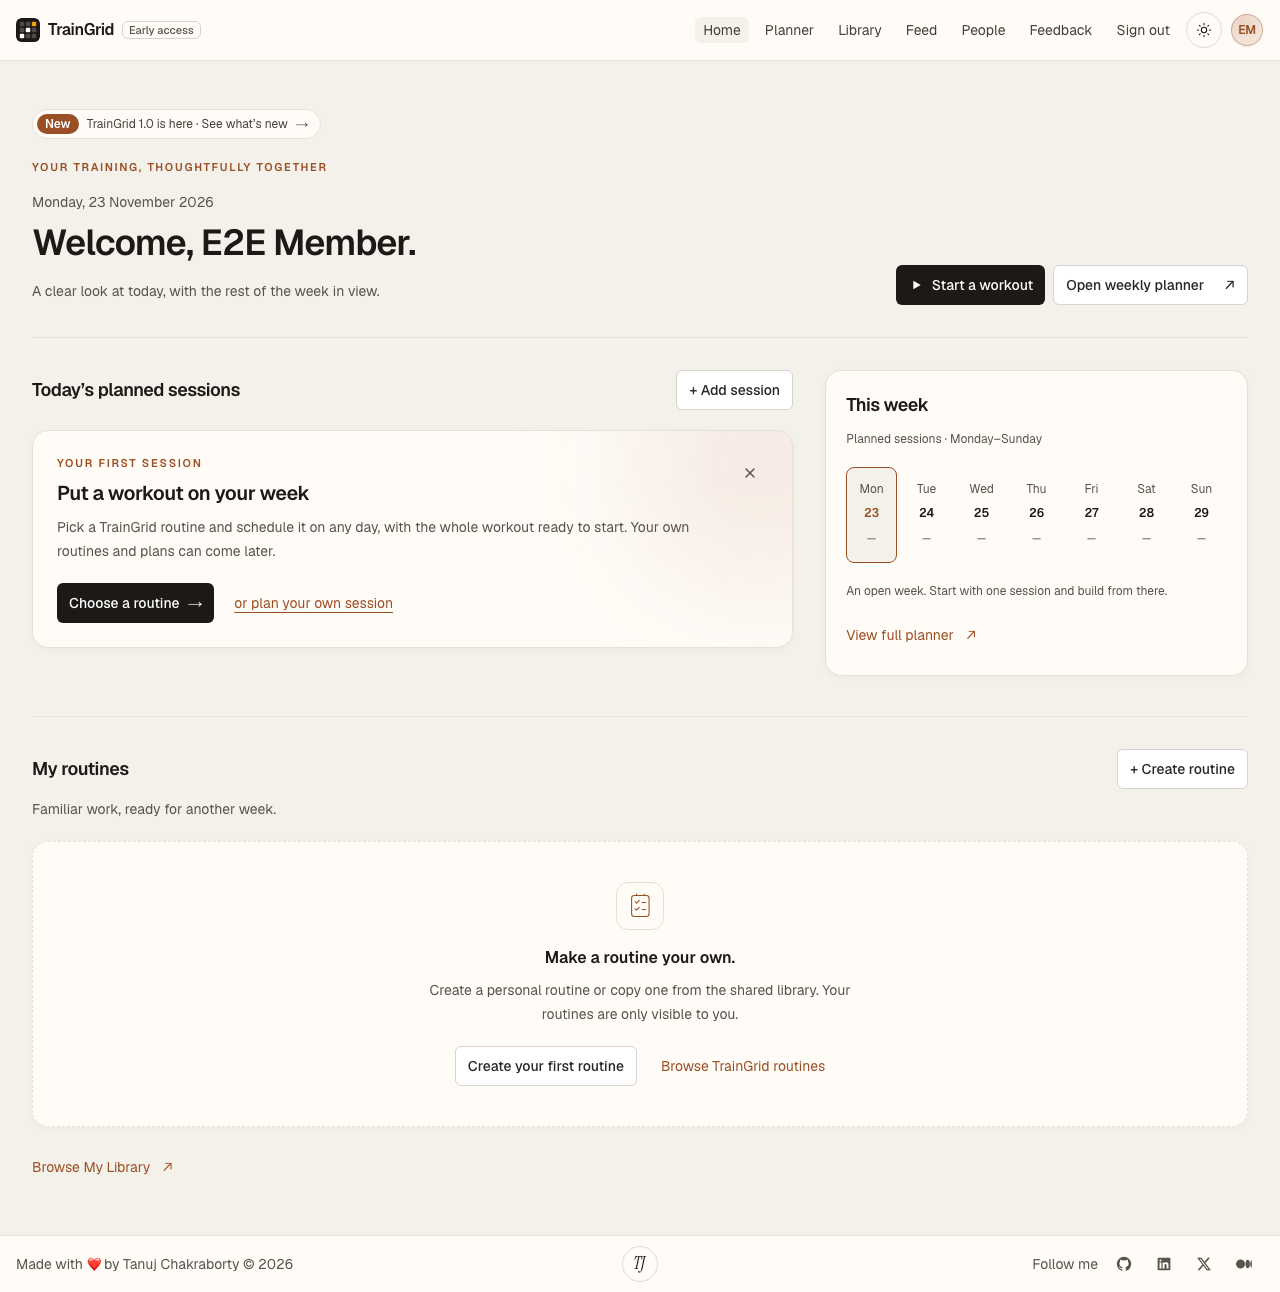 TrainGrid Early access
Home Planner Library Feed People Feedback Sign out EM
New TrainGrid 1.0 is here · See what’s new →
YOUR TRAINING, THOUGHTFULLY TOGETHER
Monday, 23 November 2026
Welcome, E2E Member.
A clear look at today, with the rest of the week in view.
Start a workout
Open weekly planner ↗
Today’s planned sessions
+ Add session
YOUR FIRST SESSION
Put a workout on your week
Pick a TrainGrid routine and schedule it on any day, with the whole workout ready to start. Your own
routines and plans can come later.
Choose a routine →
or plan your own session
This week
Planned sessions · Monday–Sunday
Mon Tue Wed Thu Fri Sat Sun
23 24 25 26 27 28 29
– – – – – – –
An open week. Start with one session and build from there.
View full planner ↗
My routines
+ Create routine
Familiar work, ready for another week.
Make a routine your own.
Create a personal routine or copy one from the shared library. Your
routines are only visible to you.
Create your first routine
Browse TrainGrid routines
Browse My Library ↗
Made with ❤️ by Tanuj Chakraborty © 2026
TJ
Follow me